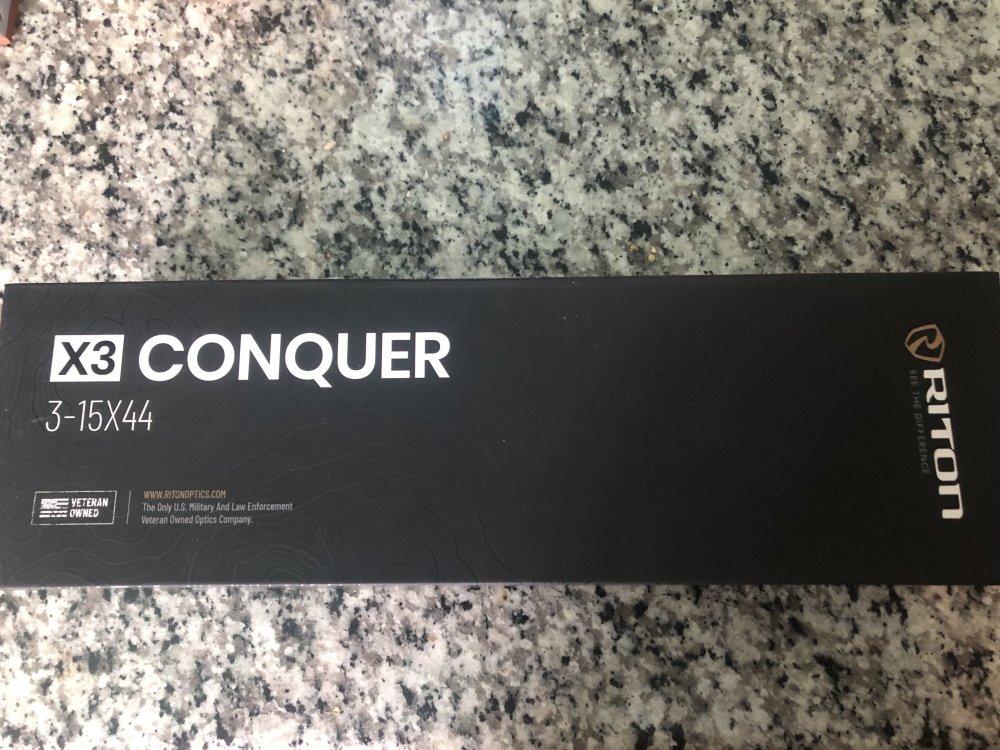 X3 CONQUER
3-15X44
VETERAN
OWNED
WWW.RITONOPTICS.COM
The Only U.S. Military And Law Enforcement
Veteran Owned Optics Company.
RITON
SEE THE DIFFERENCE